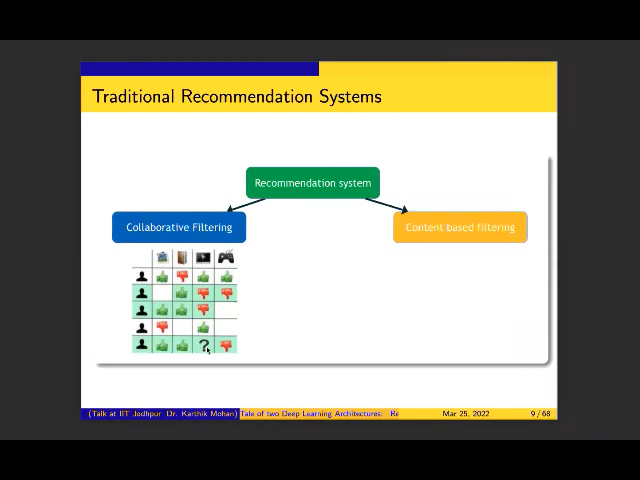 Traditional Recommendation Systems
Recommendation system
Collaborative Filtering
Content based filtering
?
(Talk at IIT Jodhpur Dr. Karthik Mohan) Tale of two Deep Learning Architectures: Re Mar 25, 2022 9 / 68